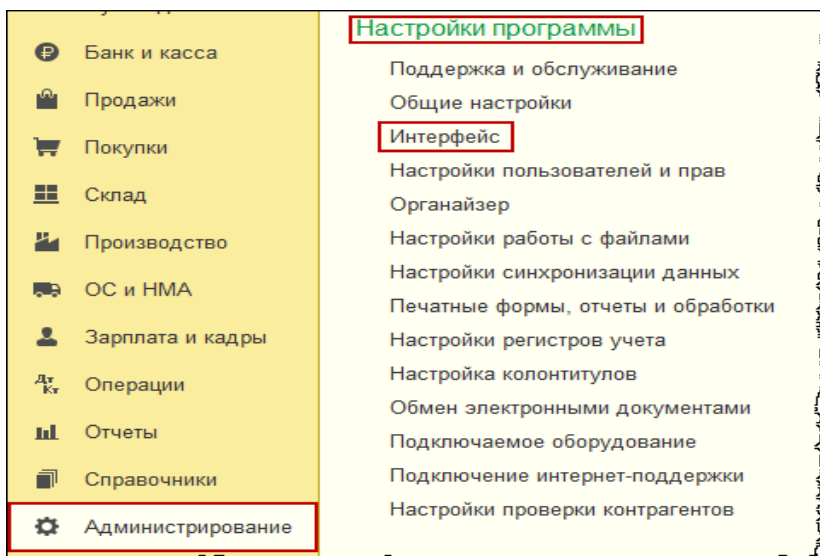 Банк и касса
Продажи
Покупки
Склад
Производство
ОС и НМА
Зарплата и кадры
Дт Кт Операции
Отчеты
Справочники
Администрирование
Настройки программы
Поддержка и обслуживание
Общие настройки
Интерфейс
Настройки пользователей и прав
Органайзер
Настройки работы с файлами
Настройки синхронизации данных
Печатные формы, отчеты и обработки
Настройки регистров учета
Настройка колонтитулов
Обмен электронными документами
Подключаемое оборудование
Подключение интернет-поддержки
Настройки проверки контрагентов